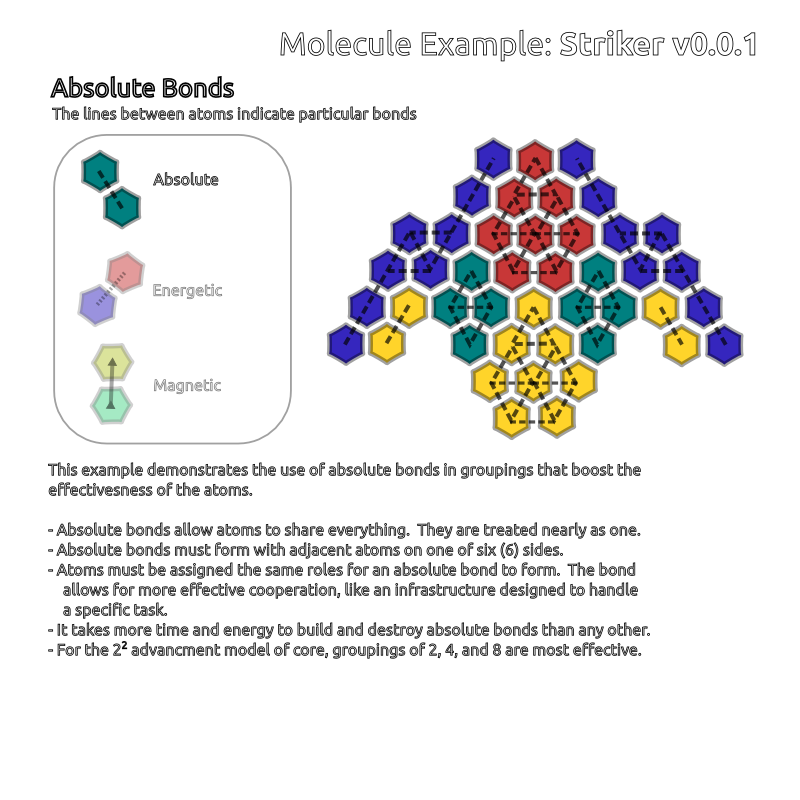 Molecule Example: Striker v0.0.1
Absolute Bonds
The lines between atoms indicate particular bonds
Absolute
Energetic
Magnetic
This example demonstrates the use of absolute bonds in groupings that boost the
effectiveness of the atoms.
- Absolute bonds allow atoms to share everything.  They are treated nearly as one.
- Absolute bonds must form with adjacent atoms on one of six (6) sides.
- Atoms must be assigned the same roles for an absolute bond to form.  The bond
allows for more effective cooperation, like an infrastructure designed to handle
a specific task.
- It takes more time and energy to build and destroy absolute bonds than any other.
- For the 2² advancment model of core, groupings of 2, 4, and 8 are most effective.